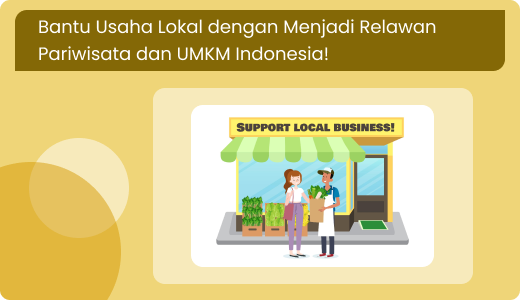 Bantu Usaha Lokal dengan Menjadi Relawan
Pariwisata dan UMKM Indonesia!
SUPPORT LOCAL BUSINESS!